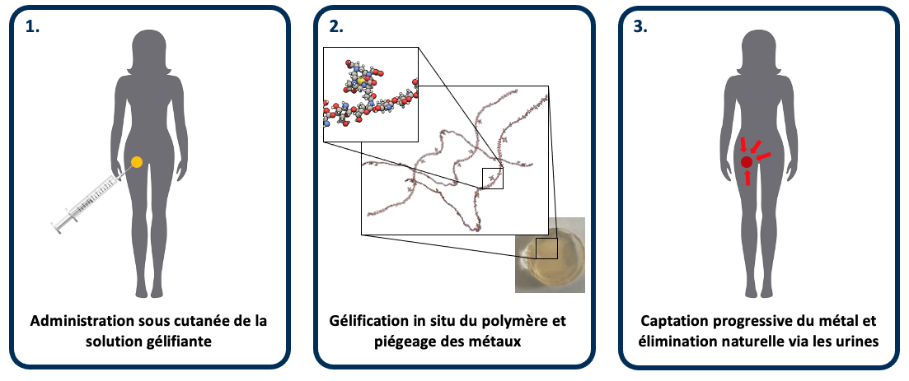 1.
Administration sous cutanée de la
solution gélifiante
2.
Gélification in situ du polymère et
piégeage des métaux
3.
Captation progressive du métal et
élimination naturelle via les urines